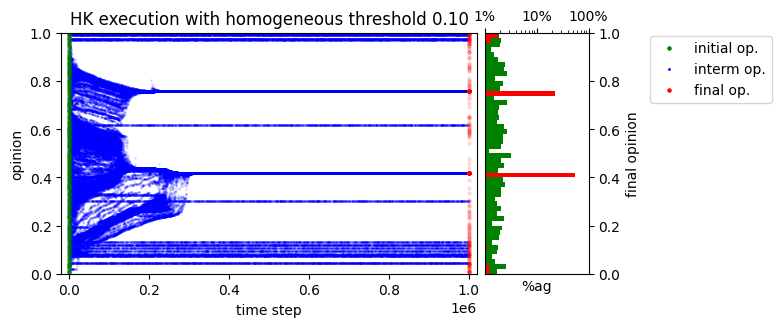 HK execution with homogeneous threshold 0.10
1% 10% 100%
initial op.
interm op.
final op.
opinion
1.0
0.8
0.6
0.4
0.2
0.0
1.0
0.8
0.6
0.4
0.2
0.0
final opinion
0.0 0.2 0.4 0.6 0.8 1.0
1e6
time step
%ag